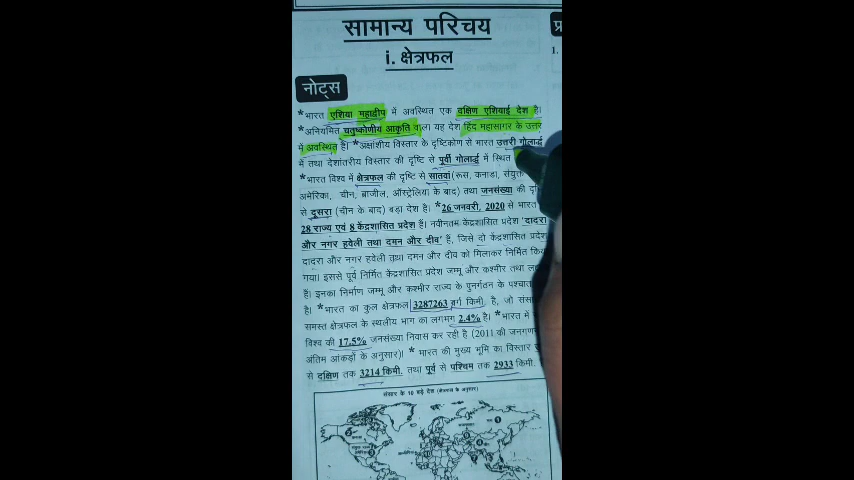 सामान्य परिचय
i. क्षेत्रफल
प्र
1.
नोट्स
*भारत एशिया महाद्वीप में अवस्थित एक दक्षिण एशियाई देश है।
*अनियमित चतुष्कोणीय आकृति वाला यह देश हिंद महासागर के उत्तर
में अवस्थित है। *अक्षांशीय विस्तार के दृष्टिकोण से भारत उत्तरी गोलार्द्ध
में तथा देशांतरीय विस्तार की दृष्टि से पूर्वी गोलार्द्ध में स्थित
*भारत विश्व में क्षेत्रफल की दृष्टि से सातवां (रूस, कनाडा, संयुक्त
अमेरिका, चीन, ब्राजील, ऑस्ट्रेलिया के बाद) तथा जनसंख्या की
से दूसरा (चीन के बाद) बड़ा देश है। *26 जनवरी, 2020 से भारत
28 राज्य एवं 8 केंद्रशासित प्रदेश हैं। नवीनतम केंद्रशासित प्रदेश 'दादरा
और नगर हवेली तथा दमन और दीव' हैं, जिसे दो केंद्रशासित प्रदेश
दादरा और नगर हवेली तथा दमन और दीव को मिलाकर निर्मित
गया। इससे पूर्व निर्मित केंद्रशासित प्रदेश जम्मू और कश्मीर तथा
हैं। इनका निर्माण जम्मू और कश्मीर राज्य के पुनर्गठन के पश्चात
है। *भारत का कुल क्षेत्रफल 3287263 वर्ग किमी. है, जो
समस्त क्षेत्रफल के स्थलीय भाग का लगभग 2.4% है। *भारत में
विश्व की 17.5% जनसंख्या निवास कर रही है (2011 की
अंतिम आंकड़ों के अनुसार)। *भारत की मुख्य भूमि का विस्तार
से दक्षिण तक 3214 किमी. तथा पूर्व से पश्चिम तक 2933 किमी.
संसार के 10 बड़े देश (क्षेत्रफल के अनुसार)